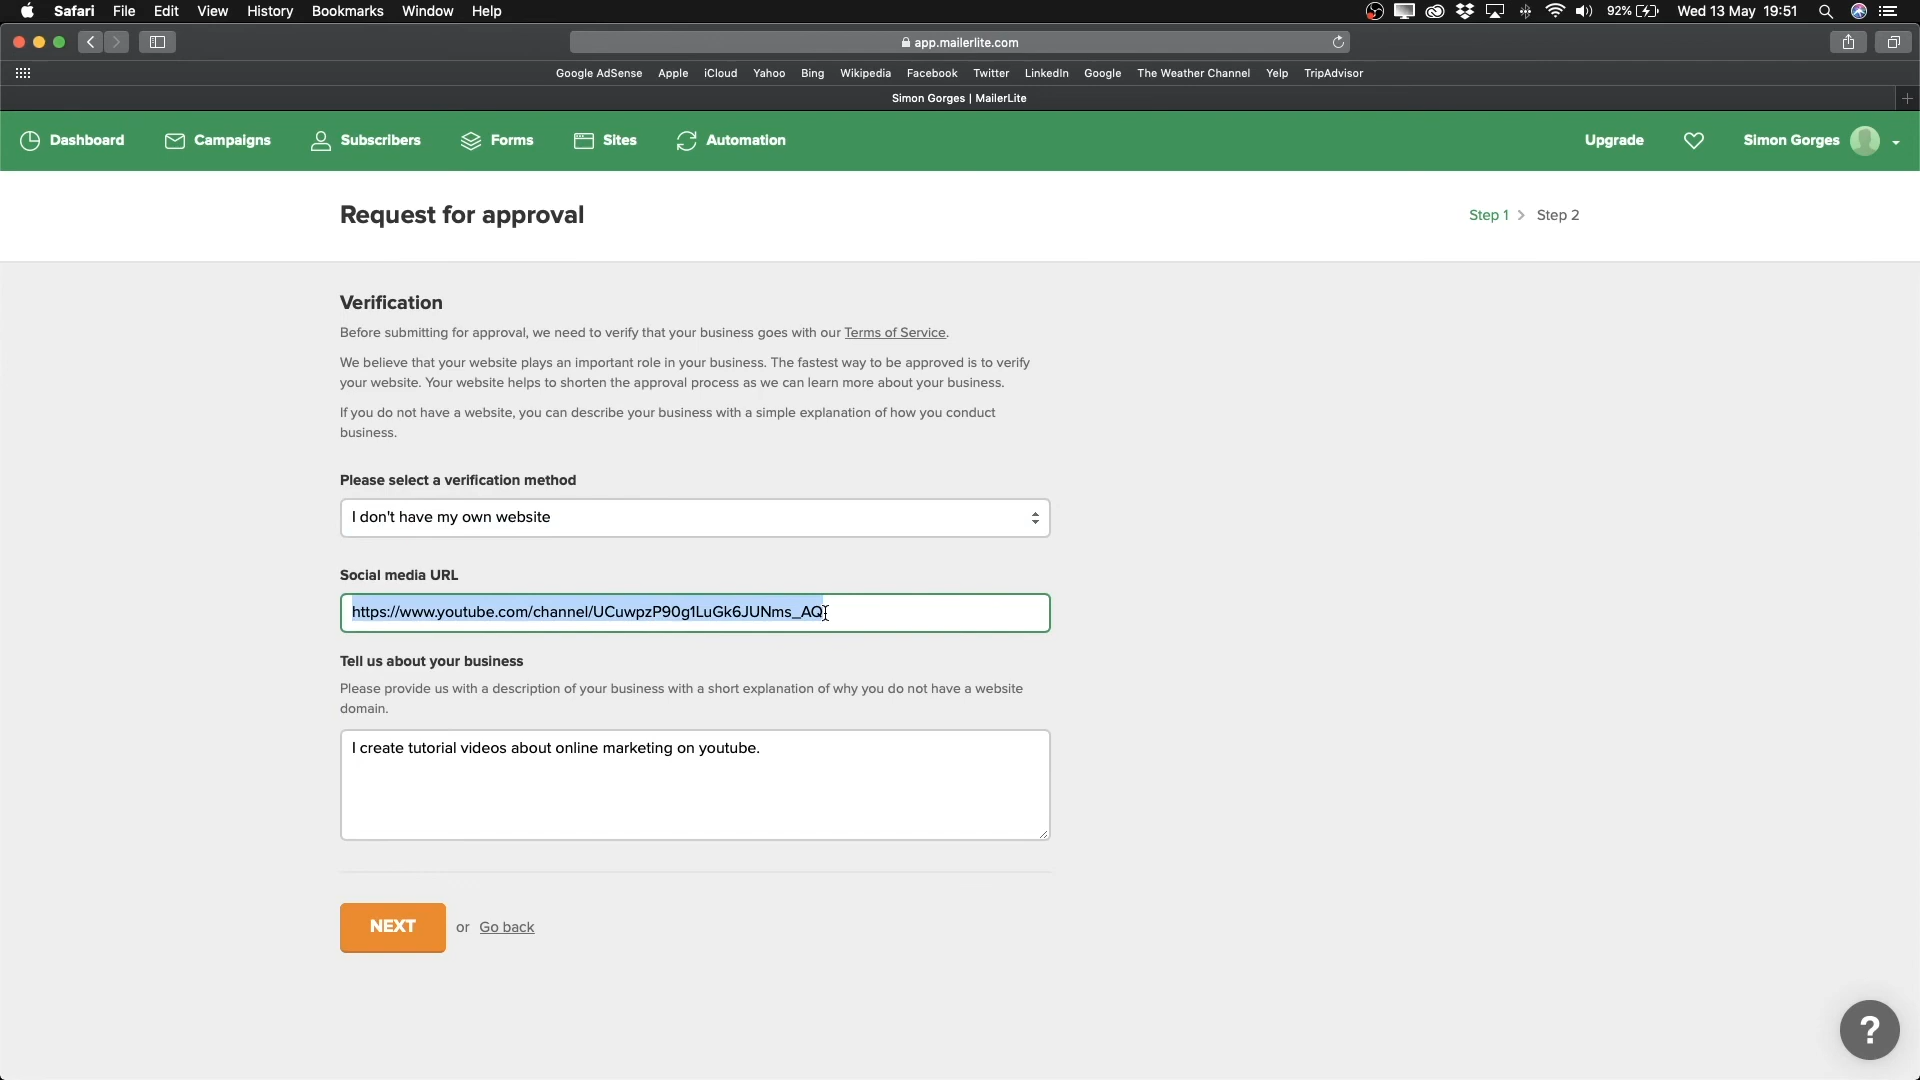 Safari File Edit View History Bookmarks Window Help 92% Wed 13 May 19:51
app.mailerlite.com
Google AdSense Apple iCloud Yahoo Bing Wikipedia Facebook Twitter LinkedIn Google The Weather Channel Yelp TripAdvisor
Simon Gorges | MailerLite
Dashboard Campaigns Subscribers Forms Sites Automation Upgrade Simon Gorges
Request for approval
Step 1 > Step 2
Verification
Before submitting for approval, we need to verify that your business goes with our Terms of Service.
We believe that your website plays an important role in your business. The fastest way to be approved is to verify
your website. Your website helps to shorten the approval process as we can learn more about your business.
If you do not have a website, you can describe your business with a simple explanation of how you conduct
business.
Please select a verification method
I don't have my own website
Social media URL
https://www.youtube.com/channel/UCuwpzP90g1LuGk6JUNms_AQ
Tell us about your business
Please provide us with a description of your business with a short explanation of why you do not have a website
domain.
I create tutorial videos about online marketing on youtube.
NEXT or Go back
?